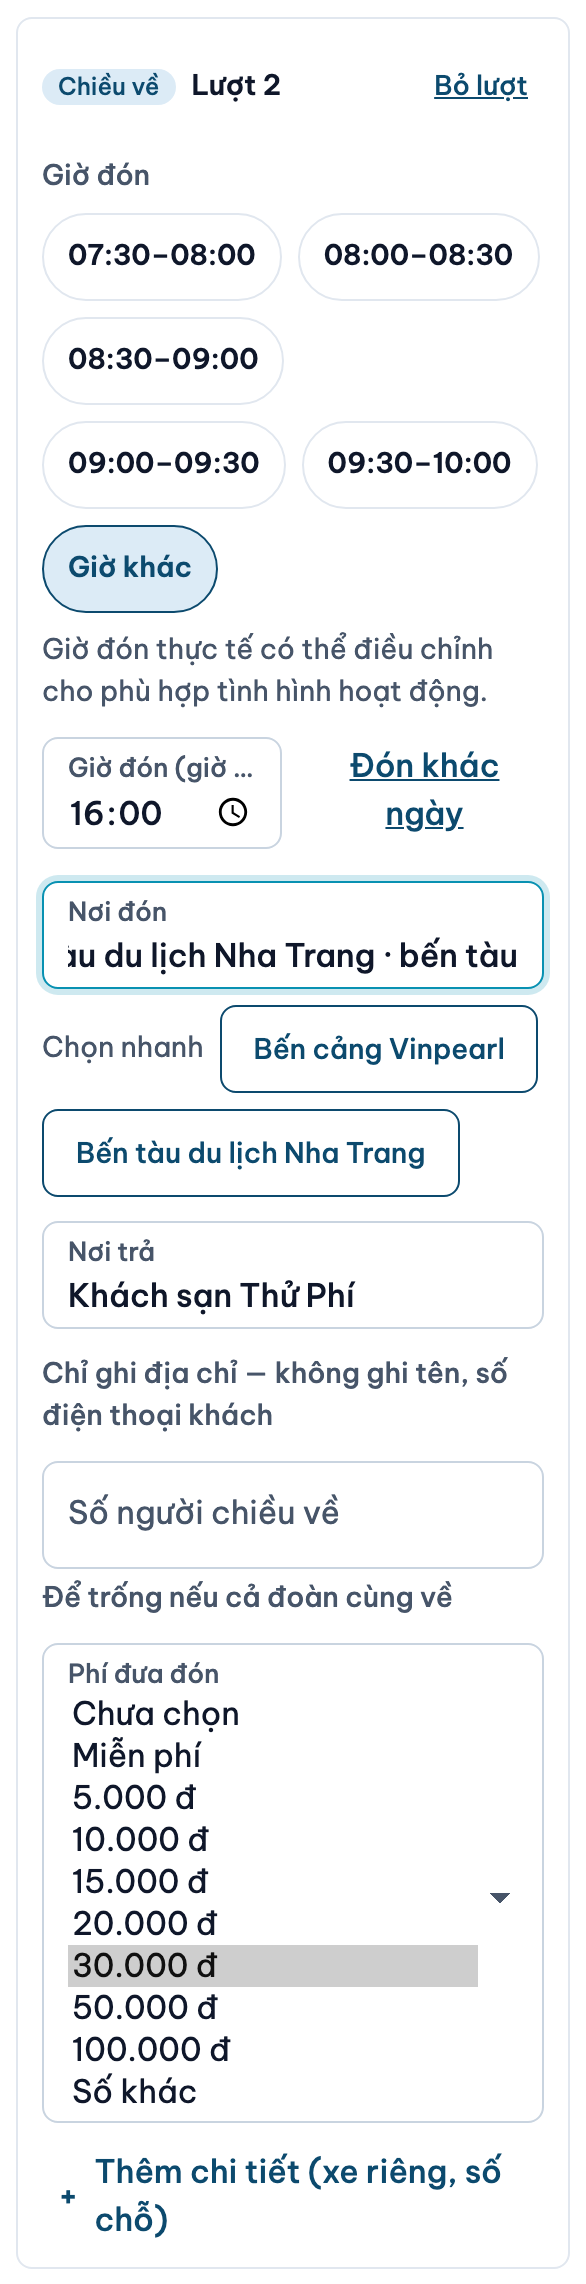 Chiều về Lượt 2 Bỏ lượt
Giờ đón
07:30–08:00 08:00–08:30
08:30–09:00
09:00–09:30 09:30–10:00
Giờ khác
Giờ đón thực tế có thể điều chỉnh
cho phù hợp tình hình hoạt động.
Giờ đón (giờ ...
16:00
Đón khác
ngày
Nơi đón
du lịch Nha Trang · bến tàu
Chọn nhanh Bến cảng Vinpearl
Bến tàu du lịch Nha Trang
Nơi trả
Khách sạn Thử Phí
Chỉ ghi địa chỉ — không ghi tên, số
điện thoại khách
Số người chiều về
Để trống nếu cả đoàn cùng về
Phí đưa đón
Chưa chọn
Miễn phí
5.000 đ
10.000 đ
15.000 đ
20.000 đ
30.000 đ
50.000 đ
100.000 đ
Số khác
+ Thêm chi tiết (xe riêng, số
chỗ)